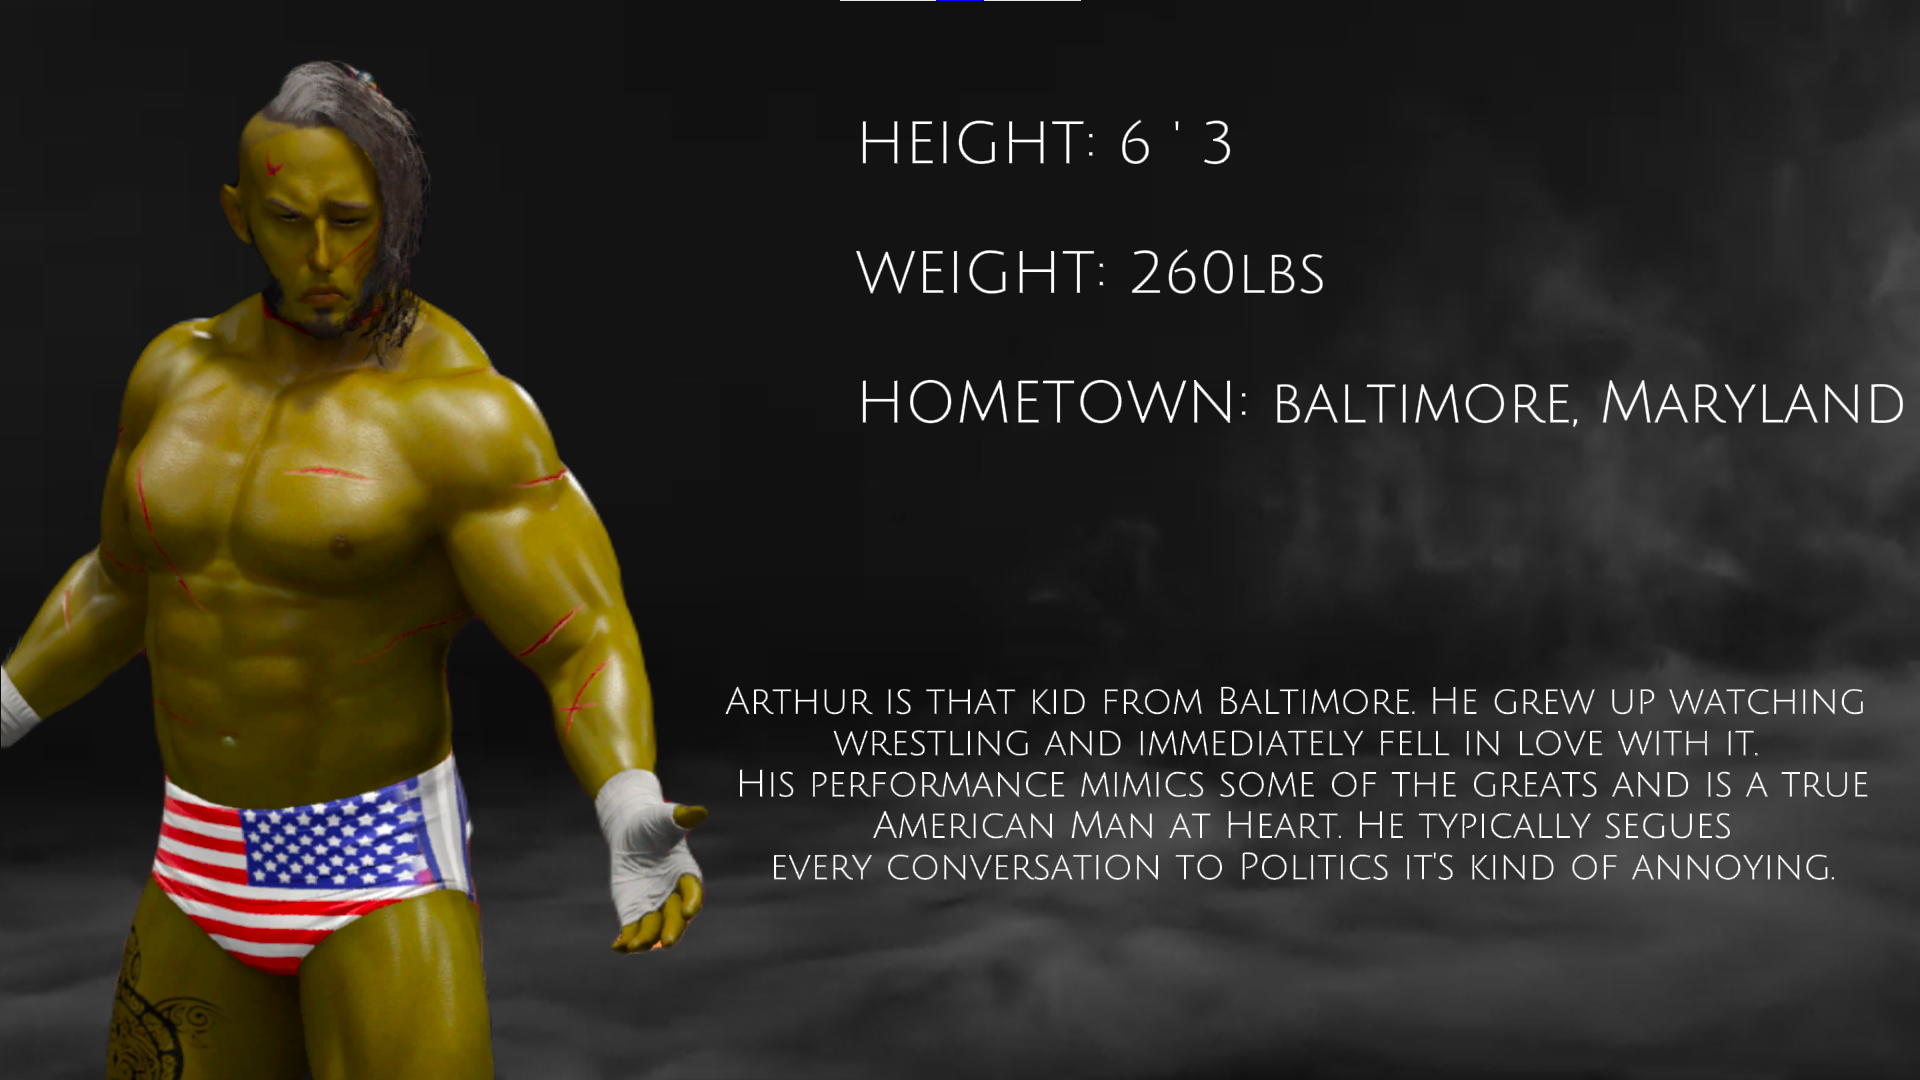 HEIGHT: 6 ' 3
WEIGHT: 260LBS
HOMETOWN: BALTIMORE, MARYLAND
ARTHUR IS THAT KID FROM BALTIMORE. HE GREW UP WATCHING
WRESTLING AND IMMEDIATELY FELL IN LOVE WITH IT.
HIS PERFORMANCE MIMICS SOME OF THE GREATS AND IS A TRUE
AMERICAN MAN AT HEART. HE TYPICALLY SEGUES
EVERY CONVERSATION TO POLITICS IT'S KIND OF ANNOYING.